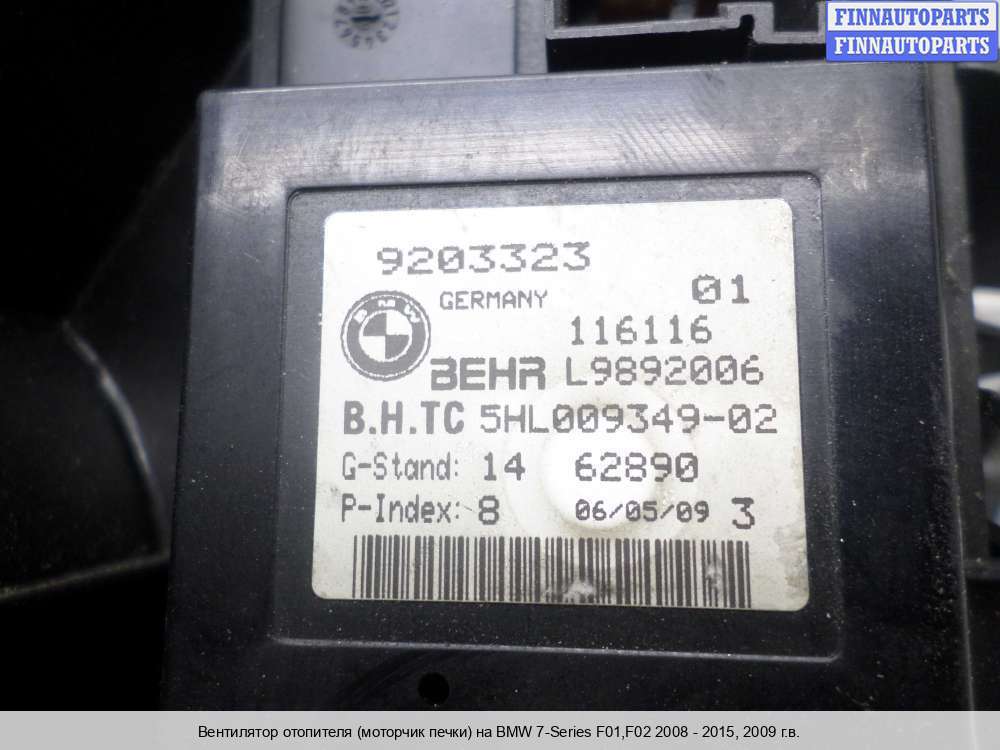 FINNAUTOPARTS
FINNAUTOPARTS
9203323
GERMANY 01
BMW
116116
BEHR L9892006
B.H.TC 5HL009349-02
G-Stand: 14 62890
P-Index: 8 06/05/09 3
Вентилятор отопителя (моторчик печки) на BMW 7-Series F01,F02 2008 - 2015, 2009 г.в.